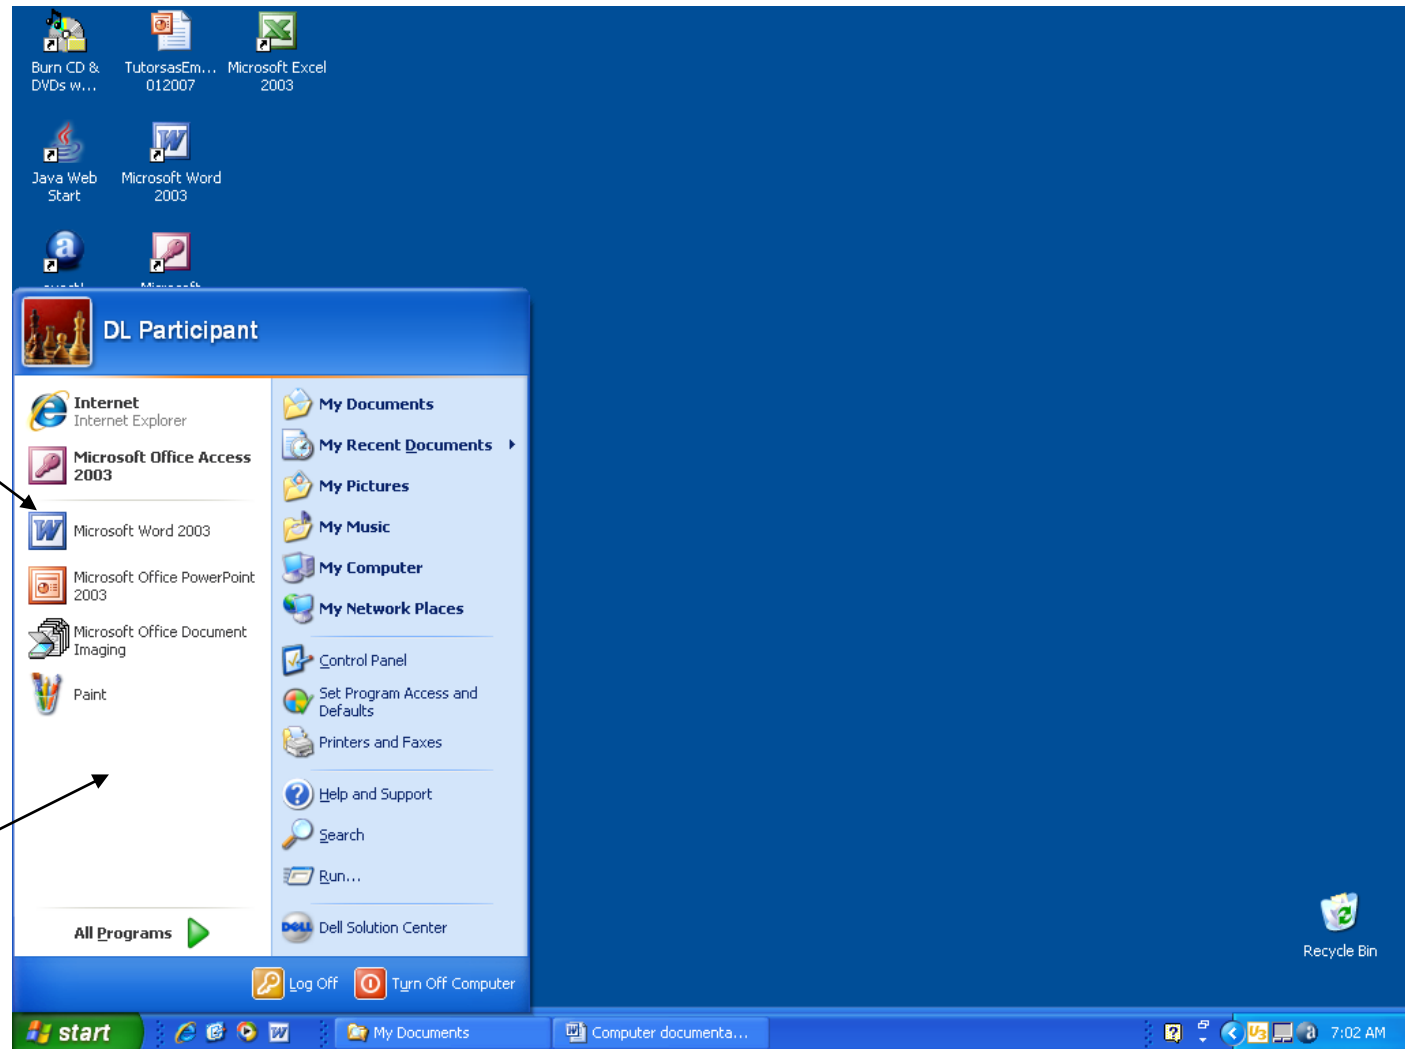 Burn CD &
DVDs w...
TutorsasEm...
012007
Microsoft Excel
2003
Java Web
Start
Microsoft Word
2003
DL Participant
Internet
Internet Explorer
Microsoft Office Access
2003
Microsoft Word 2003
Microsoft Office PowerPoint
2003
Microsoft Office Document
Imaging
Paint
All Programs
My Documents
My Recent Documents
My Pictures
My Music
My Computer
My Network Places
Control Panel
Set Program Access and
Defaults
Printers and Faxes
Help and Support
Search
Run...
DELL Dell Solution Center
Log Off
Turn Off Computer
Recycle Bin
start
My Documents
Computer documenta...
U3
7:02 AM